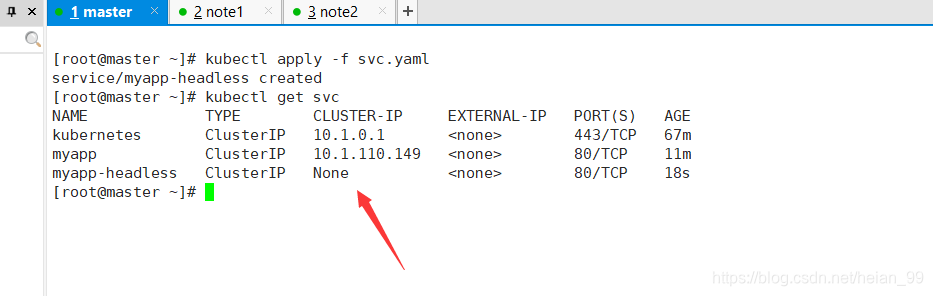 1 master
2 note1
3 note2
[root@master ~]# kubectl apply -f svc.yaml
service/myapp-headless created
[root@master ~]# kubectl get svc
NAME TYPE CLUSTER-IP EXTERNAL-IP PORT(S) AGE
kubernetes ClusterIP 10.1.0.1 <none> 443/TCP 67m
myapp ClusterIP 10.1.110.149 <none> 80/TCP 11m
myapp-headless ClusterIP None <none> 80/TCP 18s
[root@master ~]#
https://blog.csdn.net/heian_99